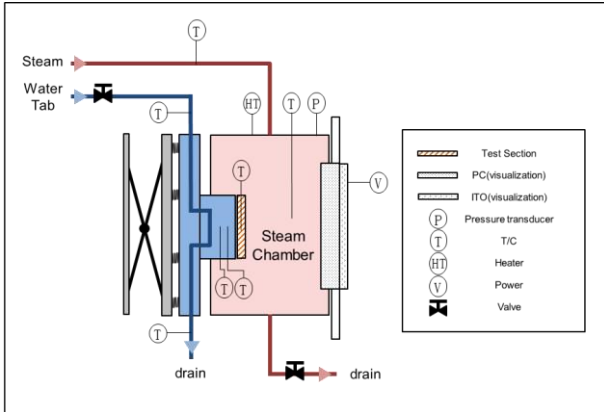 T
Steam
Water
Tab
T
HT
T
P
T
V
Steam
Chamber
T
T
T
drain
drain
Test Section
PC(visualization)
ITO(visualization)
P
Pressure transducer
T
T/C
HT
Heater
V
Power
Valve